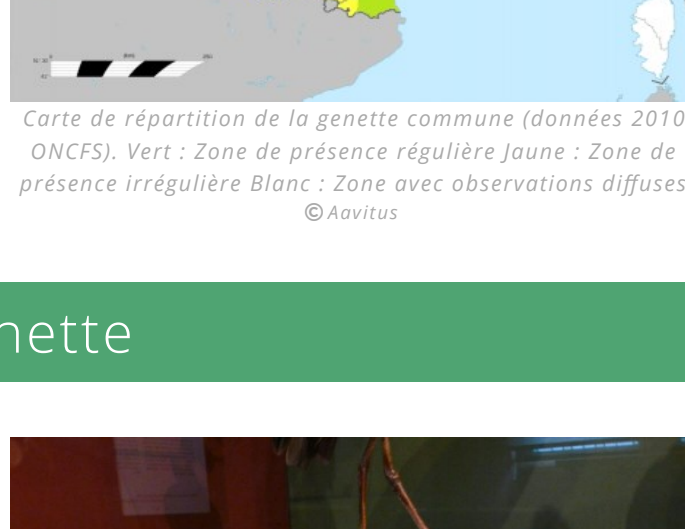 Carte de répartition de la genette commune (données 2010
ONCFS). Vert : Zone de présence régulière Jaune : Zone de
présence irrégulière Blanc : Zone avec observations diffuses
© Aavitus
nette